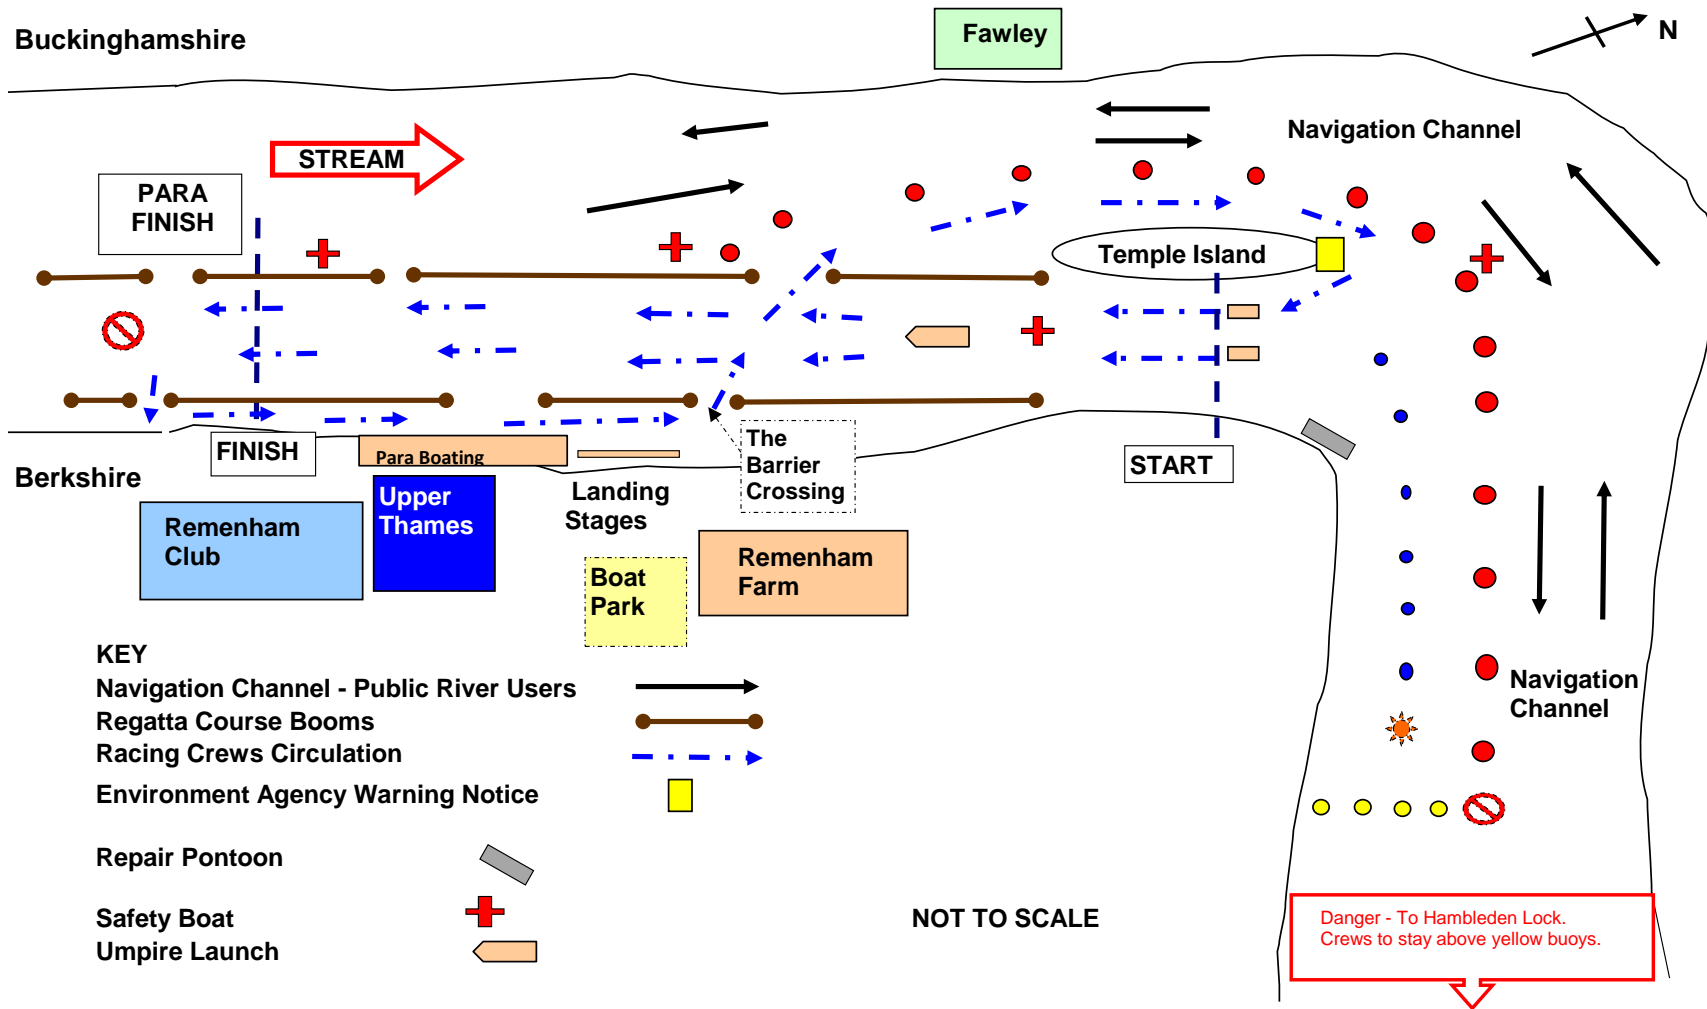 Buckinghamshire
Fawley
N
Navigation Channel
STREAM
PARA
FINISH
Temple Island
FINISH
Para Boating
The
Barrier
Crossing
START
Berkshire
Upper
Thames
Landing
Stages
Remenham
Club
Remenham
Farm
Boat
Park
KEY
Navigation Channel - Public River Users
Regatta Course Booms
Racing Crews Circulation
Environment Agency Warning Notice
Repair Pontoon
Safety Boat
Umpire Launch
NOT TO SCALE
Navigation
Channel
Danger - To Hambleden Lock.
Crews to stay above yellow buoys.